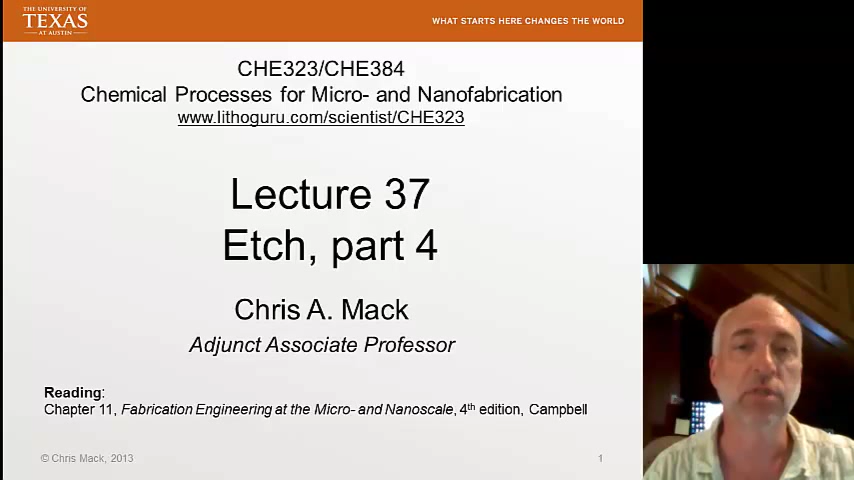 THE UNIVERSITY OF
TEXAS
AT AUSTIN
WHAT STARTS HERE CHANGES THE WORLD
CHE323/CHE384
Chemical Processes for Micro- and Nanofabrication
www.lithoguru.com/scientist/CHE323
Lecture 37
Etch, part 4
Chris A. Mack
Adjunct Associate Professor
Reading:
Chapter 11, Fabrication Engineering at the Micro- and Nanoscale, 4th edition, Campbell
© Chris Mack, 2013
1